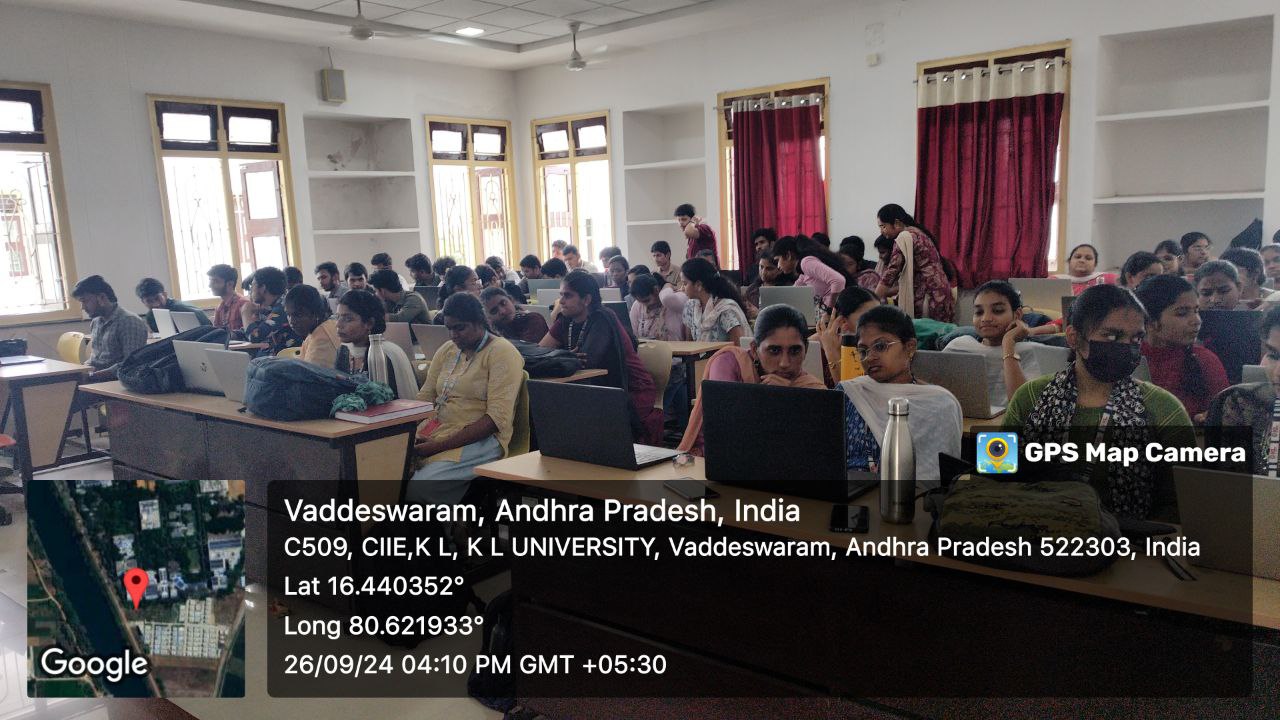 GPS Map Camera
Vaddeswaram, Andhra Pradesh, India
C509, CIIE,K L, K L UNIVERSITY, Vaddeswaram, Andhra Pradesh 522303, India
Lat 16.440352°
Long 80.621933°
26/09/24 04:10 PM GMT +05:30
Google